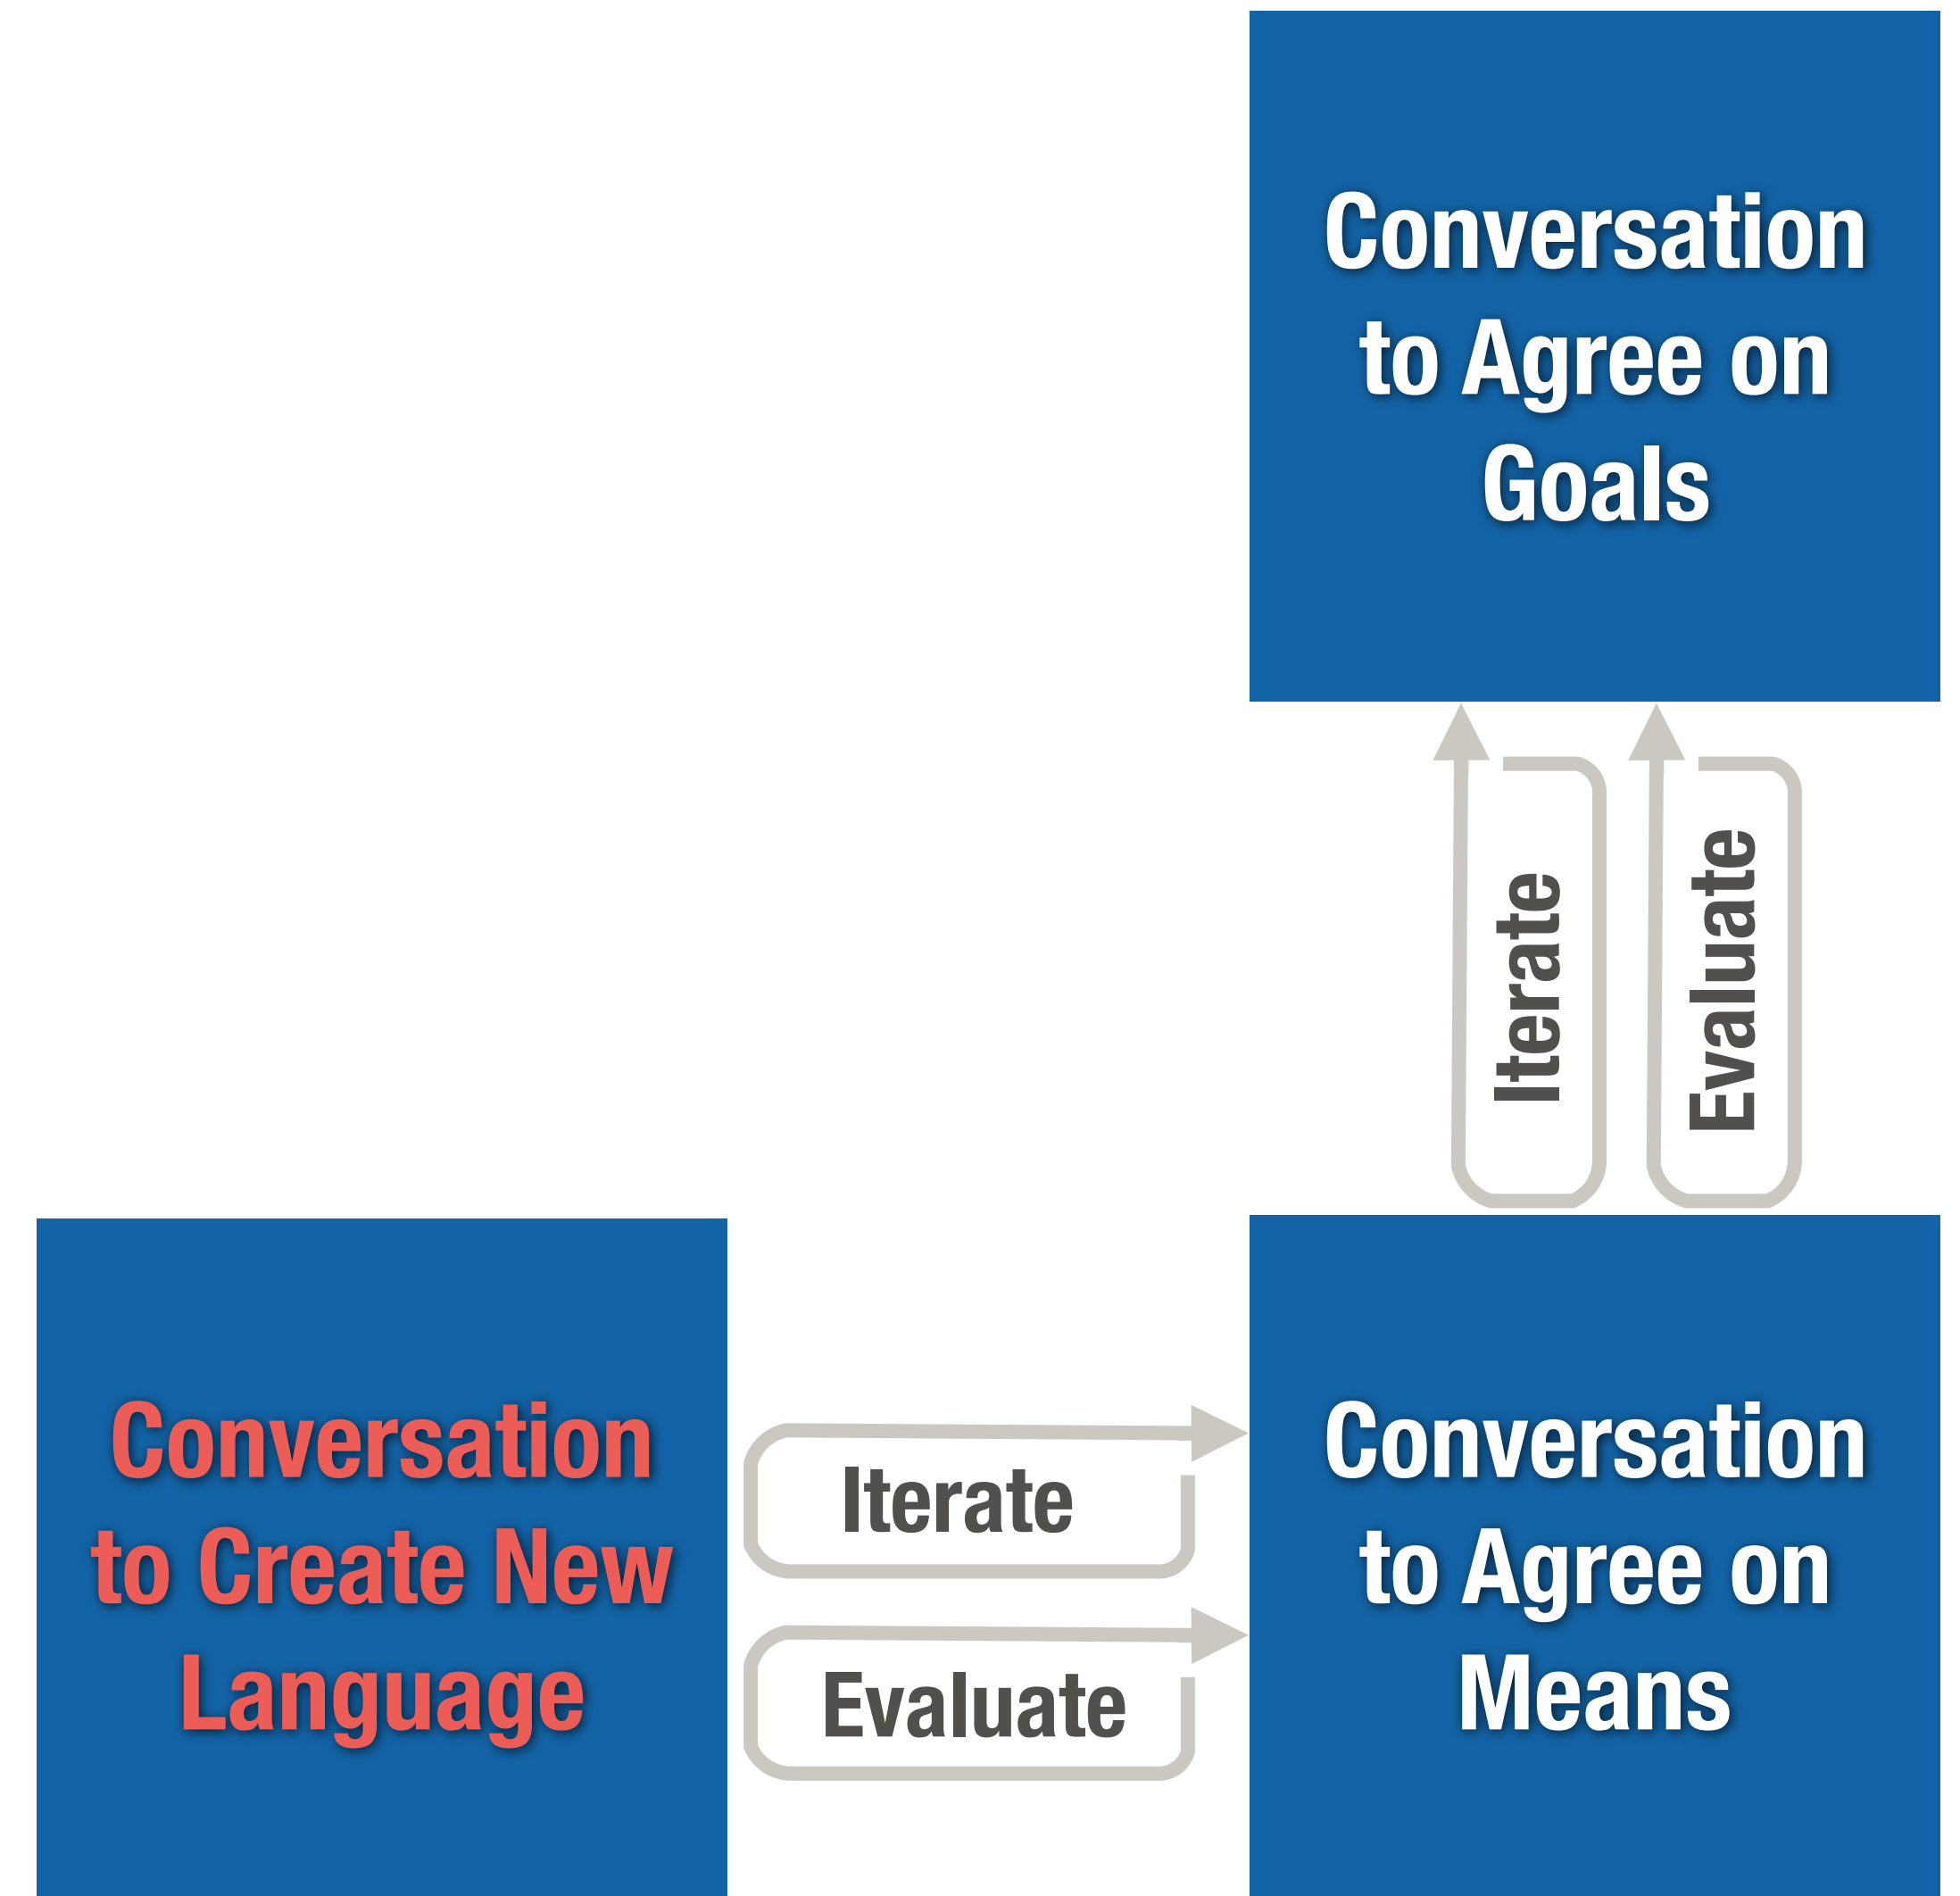 Conversation
to Agree on
Goals
Iterate
Evaluate
Conversation
to Create New
Language
Iterate
Evaluate
Conversation
to Agree on
Means